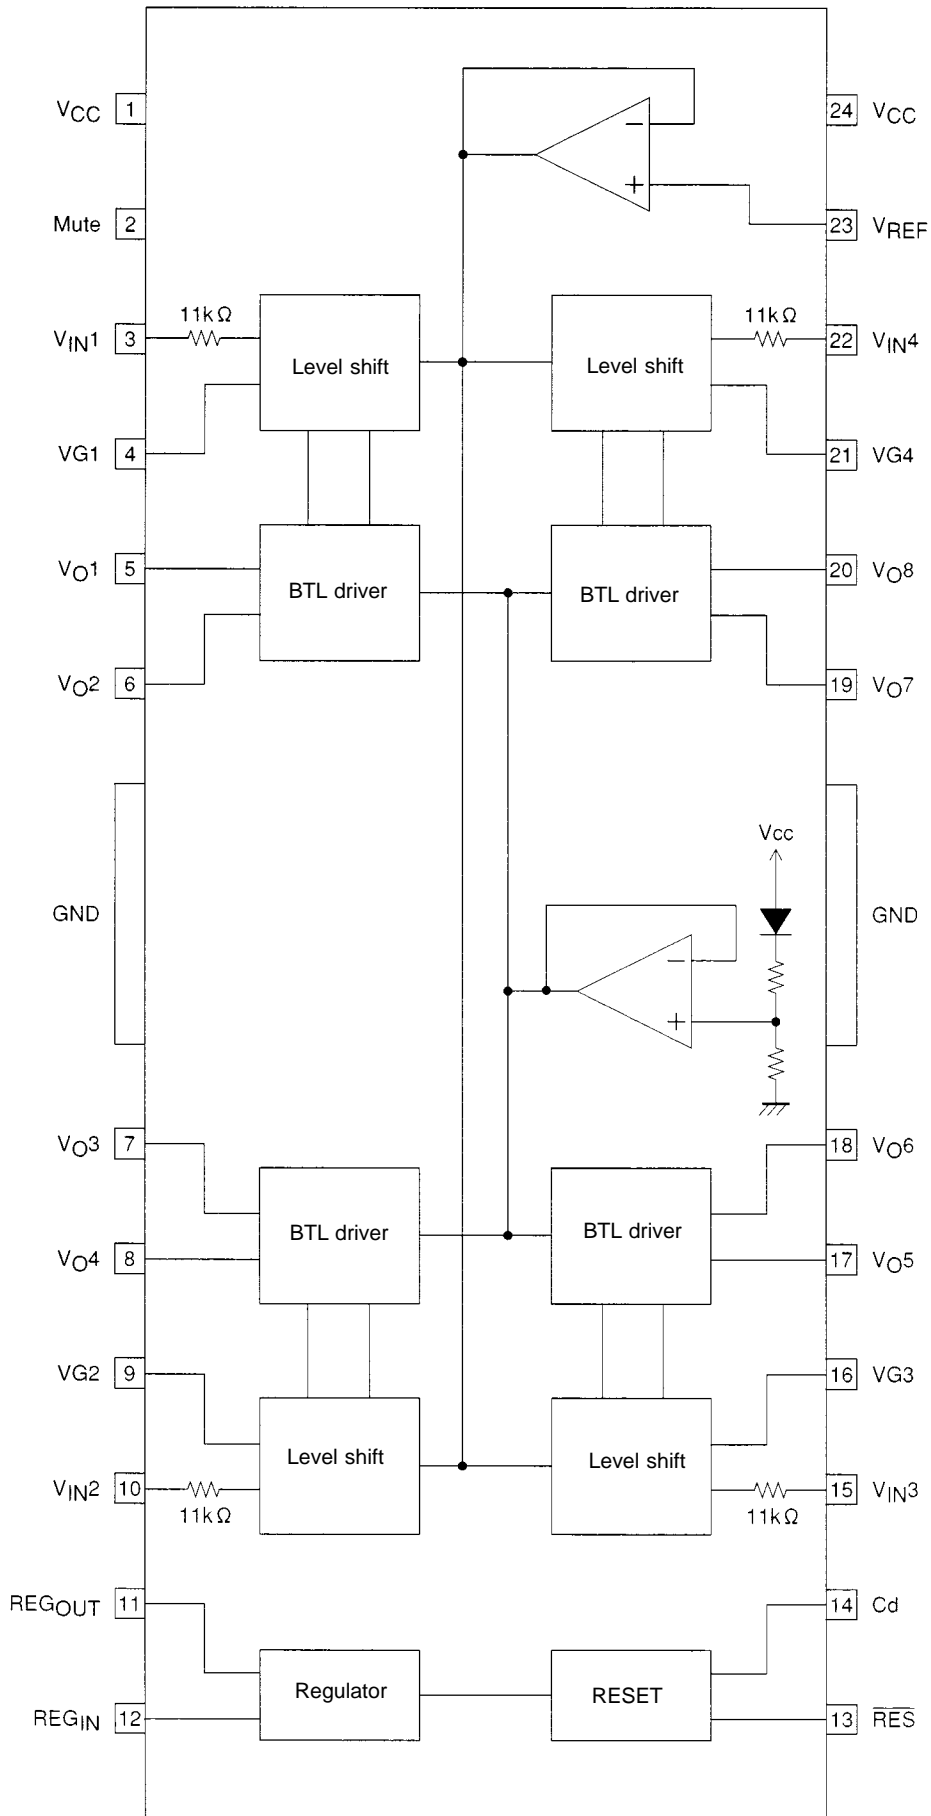 VCC 1 24 VCC
− +
Mute 2 23 VREF
11kΩ 11kΩ
VIN1 3 Level shift Level shift 22 VIN4
VG1 4 21 VG4
VO1 5 BTL driver BTL driver 20 VO8
VO2 6 19 VO7
Vcc
GND GND
− +
VO3 7 18 VO6
BTL driver BTL driver
VO4 8 17 VO5
VG2 9 16 VG3
Level shift Level shift
VIN2 10 15 VIN3
11kΩ 11kΩ
REGOUT 11 14 Cd
Regulator RESET
REGIN 12 13 R̅E̅S̅